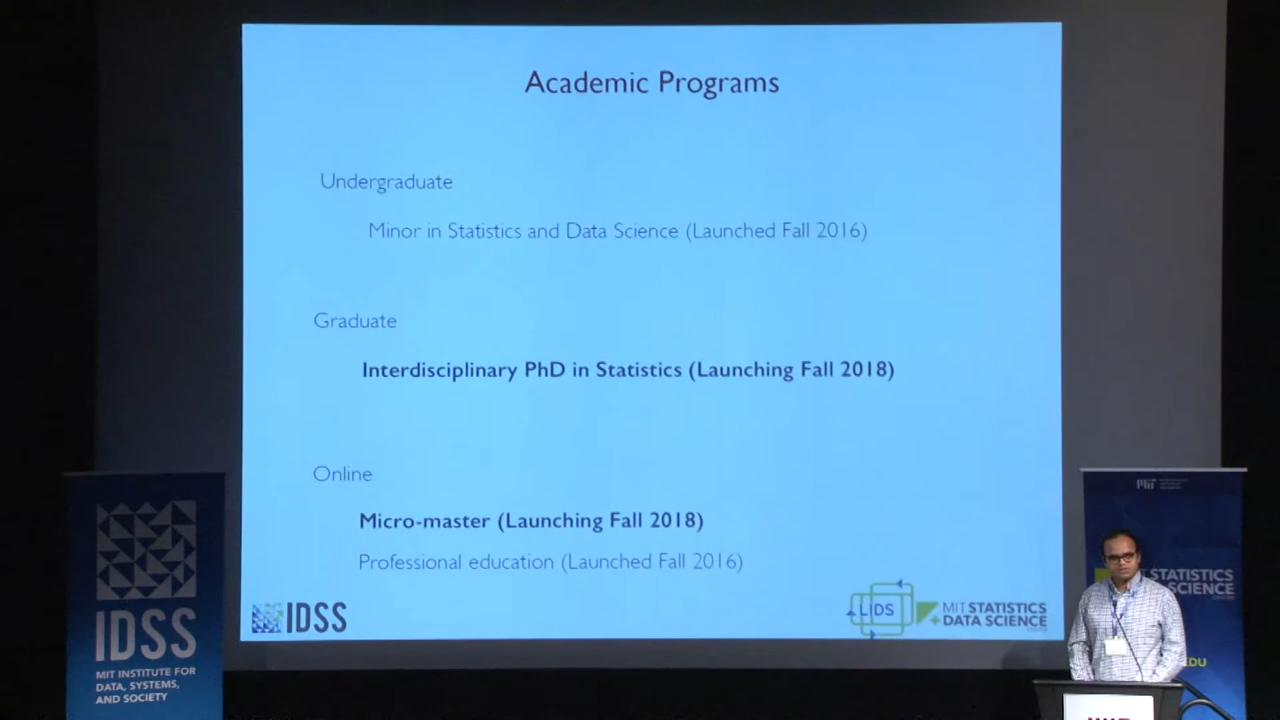 Academic Programs
Undergraduate
Minor in Statistics and Data Science (Launched Fall 2016)
Graduate
Interdisciplinary PhD in Statistics (Launching Fall 2018)
Online
Micro-master (Launching Fall 2018)
Professional education (Launched Fall 2016)
IDSS
LIDS
MIT STATISTICS
DATA SCIENCE
IDSS
MIT INSTITUTE FOR
DATA, SYSTEMS,
AND SOCIETY
STATISTICS
SCIENCE
EDU